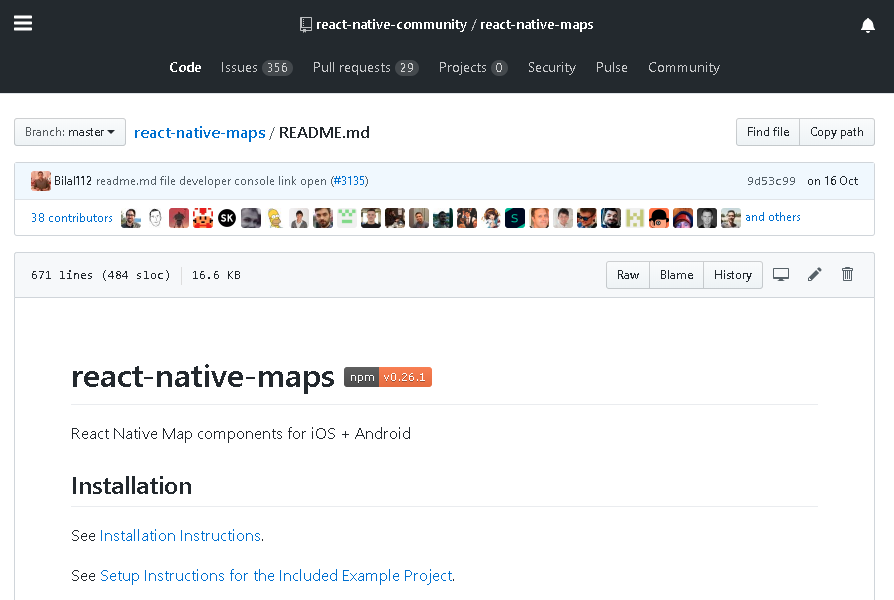 react-native-community / react-native-maps
Code Issues 356 Pull requests 29 Projects 0 Security Pulse Community
Branch: master react-native-maps / README.md Find file Copy path
Bilal112 readme.md file developer console link open (#3135) 9d53c99 on 16 Oct
38 contributors SK S and others
671 lines (484 sloc) 16.6 KB Raw Blame History
react-native-maps npm v0.26.1
React Native Map components for iOS + Android
Installation
See Installation Instructions.
See Setup Instructions for the Included Example Project.